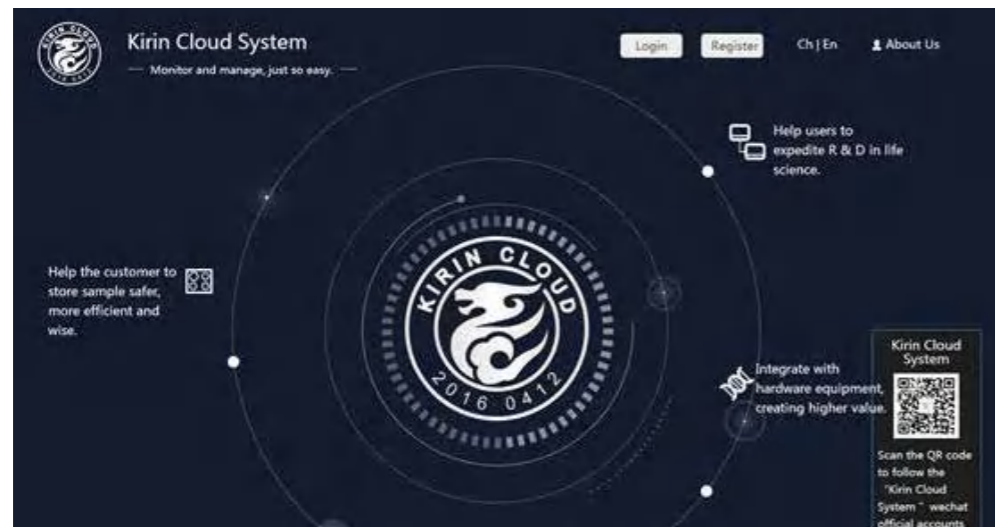 Kirin Cloud System
— Monitor and manage, just so easy. —
Login
Register
Ch | En
About Us
Help users to
expedite R & D in life
science.
Help the customer to
store sample safer,
more efficient and
wise.
KIRIN CLOUD
2016 0412
Integrate with
hardware equipment,
creating higher value.
Kirin Cloud
System
Scan the QR code
to follow the
"Kirin Cloud
System" wechat
official accounts